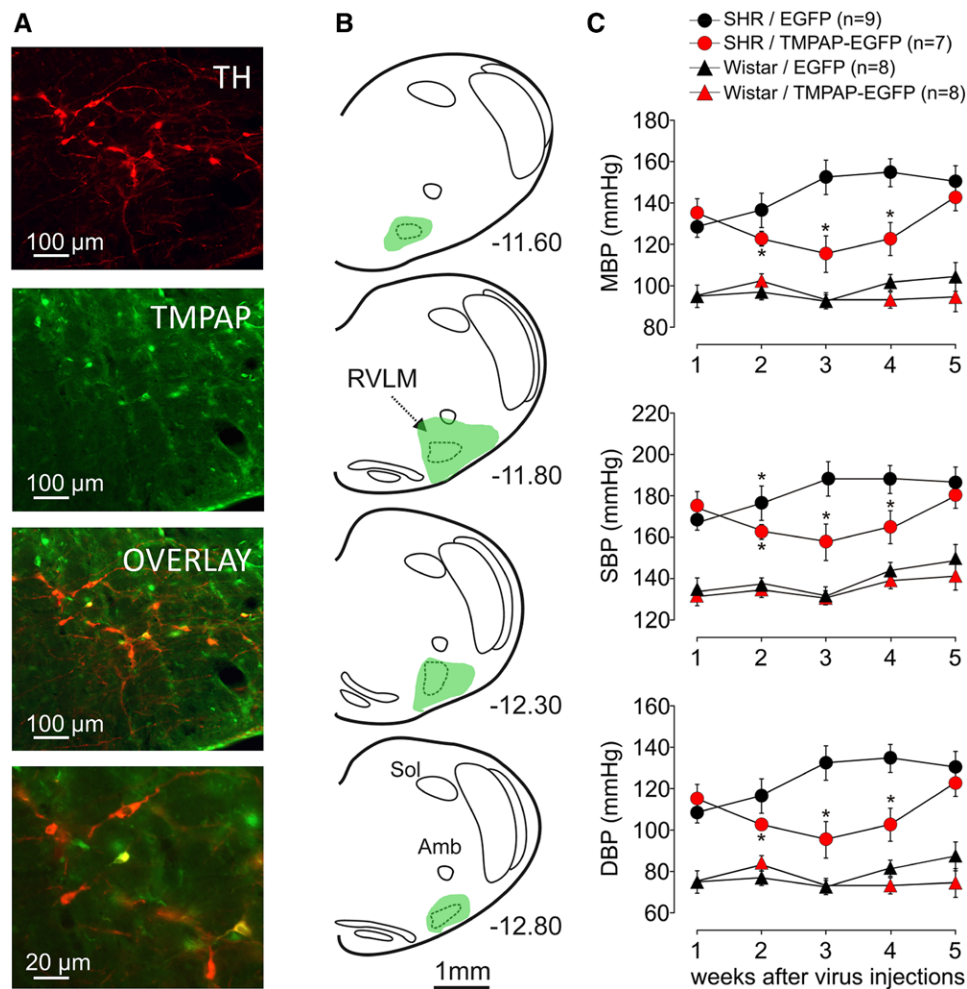 A
TH
100 µm
TMPAP
100 µm
OVERLAY
100 µm
20 µm
B
-11.60
RVLM
-11.80
-12.30
Sol
Amb
-12.80
1mm
C
SHR / EGFP (n=9)
SHR / TMPAP-EGFP (n=7)
Wistar / EGFP (n=8)
Wistar / TMPAP-EGFP (n=8)
MBP (mmHg)
180
160
140
120
100
80
* * * 
1 2 3 4 5
SBP (mmHg)
220
200
180
160
140
120
* * * *
1 2 3 4 5
DBP (mmHg)
140
120
100
80
60
* * *
1 2 3 4 5
weeks after virus injections